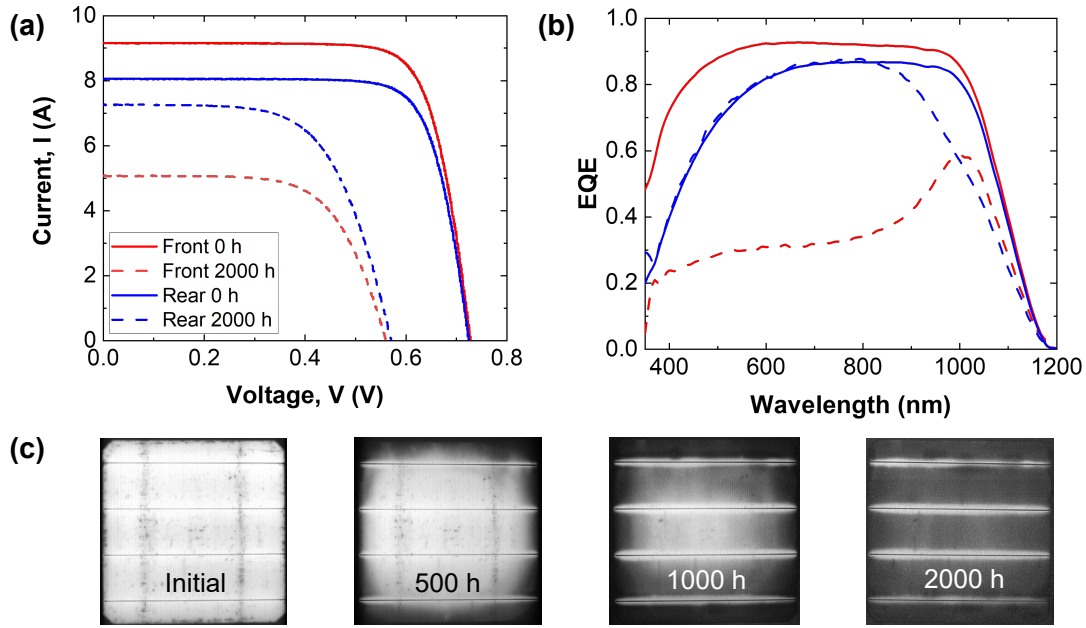 (a)
10
8
6
4
2
0
0.0 0.2 0.4 0.6 0.8
Current, I (A)
Voltage, V (V)
Front 0 h
Front 2000 h
Rear 0 h
Rear 2000 h
(b)
1.0
0.8
0.6
0.4
0.2
0.0
400 600 800 1000 1200
EQE
Wavelength (nm)
(c)
Initial
500 h
1000 h
2000 h